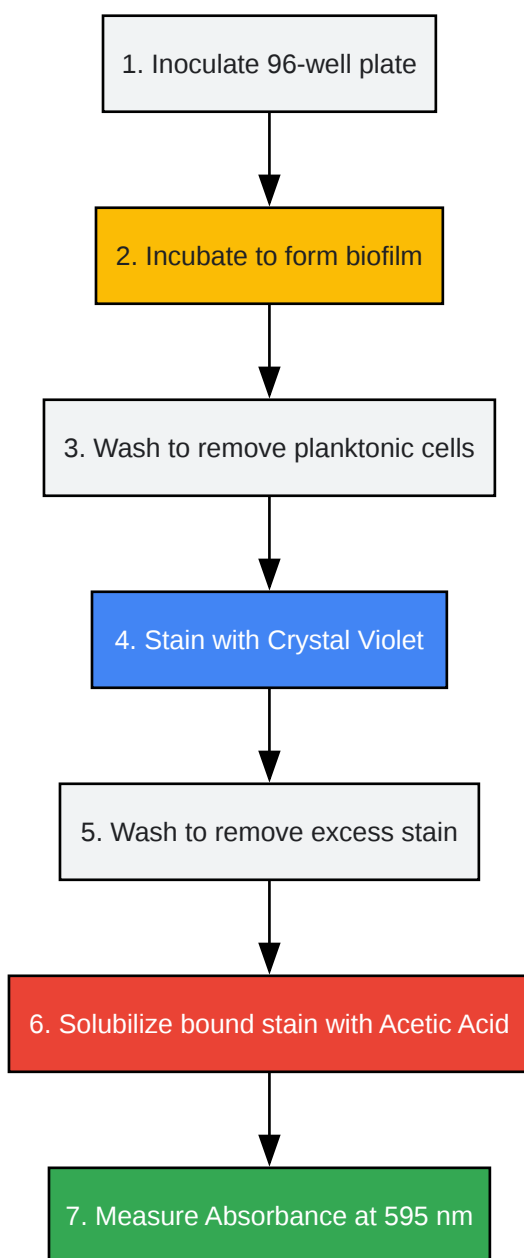 1. Inoculate 96-well plate
2. Incubate to form biofilm
3. Wash to remove planktonic cells
4. Stain with Crystal Violet
5. Wash to remove excess stain
6. Solubilize bound stain with Acetic Acid
7. Measure Absorbance at 595 nm